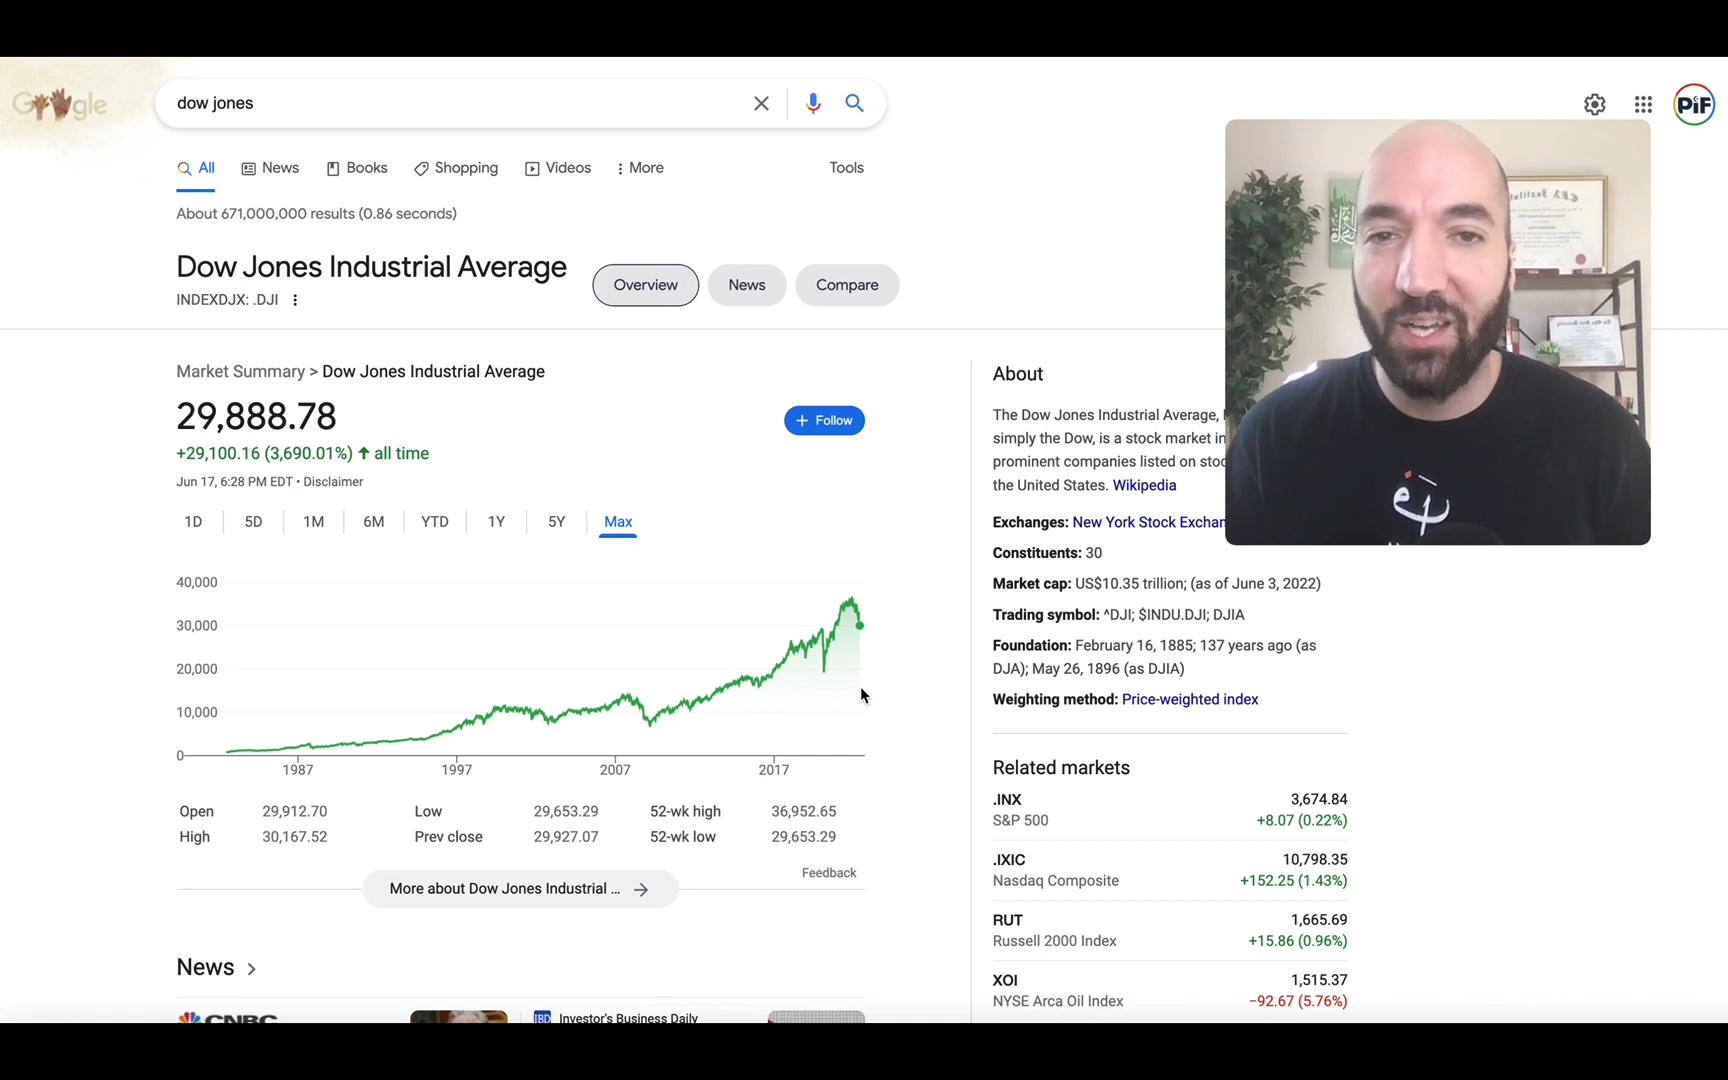 Google
dow jones
PiF
All
News
Books
Shopping
Videos
More
Tools
About 671,000,000 results (0.86 seconds)
Dow Jones Industrial Average
INDEXDJX: .DJI
Overview
News
Compare
Market Summary > Dow Jones Industrial Average
29,888.78
Follow
+29,100.16 (3,690.01%) all time
Jun 17, 6:28 PM EDT • Disclaimer
1D
5D
1M
6M
YTD
1Y
5Y
Max
40,000
30,000
20,000
10,000
0
1987
1997
2007
2017
Open 29,912.70 Low 29,653.29 52-wk high 36,952.65
High 30,167.52 Prev close 29,927.07 52-wk low 29,653.29
Feedback
More about Dow Jones Industrial ...
News
CNBC
IBD Investor's Business Daily
About
The Dow Jones Industrial Average,
simply the Dow, is a stock market in
prominent companies listed on stoc
the United States. Wikipedia
Exchanges: New York Stock Exchan
Constituents: 30
Market cap: US$10.35 trillion; (as of June 3, 2022)
Trading symbol: ^DJI; $INDU.DJI; DJIA
Foundation: February 16, 1885; 137 years ago (as
DJA); May 26, 1896 (as DJIA)
Weighting method: Price-weighted index
Related markets
.INX 3,674.84
S&P 500 +8.07 (0.22%)
.IXIC 10,798.35
Nasdaq Composite +152.25 (1.43%)
RUT 1,665.69
Russell 2000 Index +15.86 (0.96%)
XOI 1,515.37
NYSE Arca Oil Index −92.67 (5.76%)